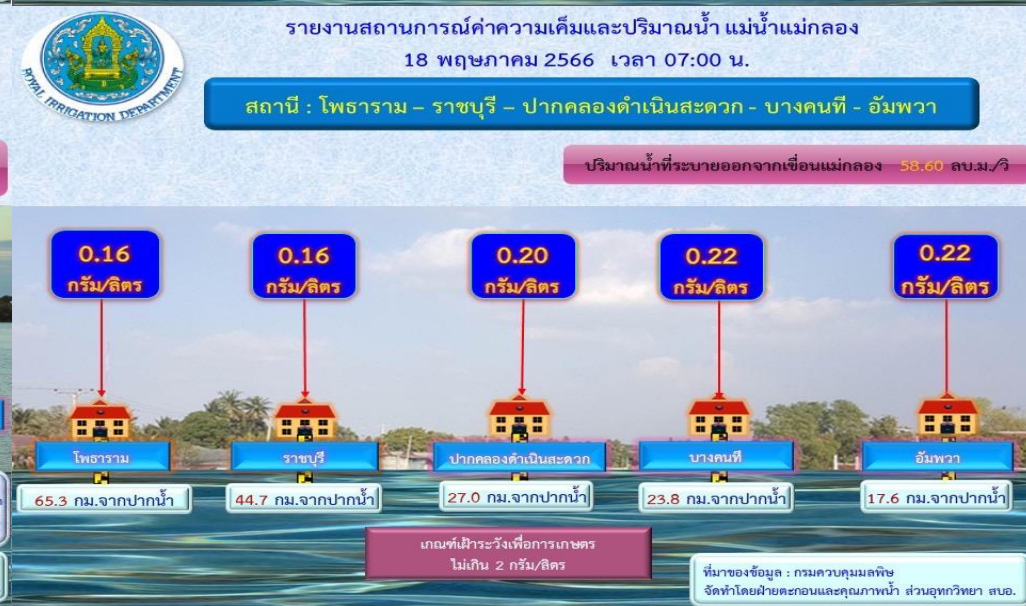 รายงานสถานการณ์ค่าความเค็มและปริมาณน้ำ แม่น้ำแม่กลอง
18 พฤษภาคม 2566 เวลา 07:00 น.
ROYAL IRRIGATION DEPARTMENT
สถานี : โพธาราม – ราชบุรี – ปากคลองดำเนินสะดวก - บางคนที - อัมพวา
ปริมาณน้ำที่ระบายออกจากเขื่อนแม่กลอง 58.60 ลบ.ม./วิ
0.16 กรัม/ลิตร
0.16 กรัม/ลิตร
0.20 กรัม/ลิตร
0.22 กรัม/ลิตร
0.22 กรัม/ลิตร
โพธาราม
ราชบุรี
ปากคลองดำเนินสะดวก
บางคนที
อัมพวา
65.3 กม.จากปากน้ำ
44.7 กม.จากปากน้ำ
27.0 กม.จากปากน้ำ
23.8 กม.จากปากน้ำ
17.6 กม.จากปากน้ำ
เกณฑ์เฝ้าระวังเพื่อการเกษตร
ไม่เกิน 2 กรัม/ลิตร
ที่มาของข้อมูล : กรมควบคุมมลพิษ
จัดทำโดยฝ่ายตะกอนและคุณภาพน้ำ ส่วนอุทกวิทยา สบอ.